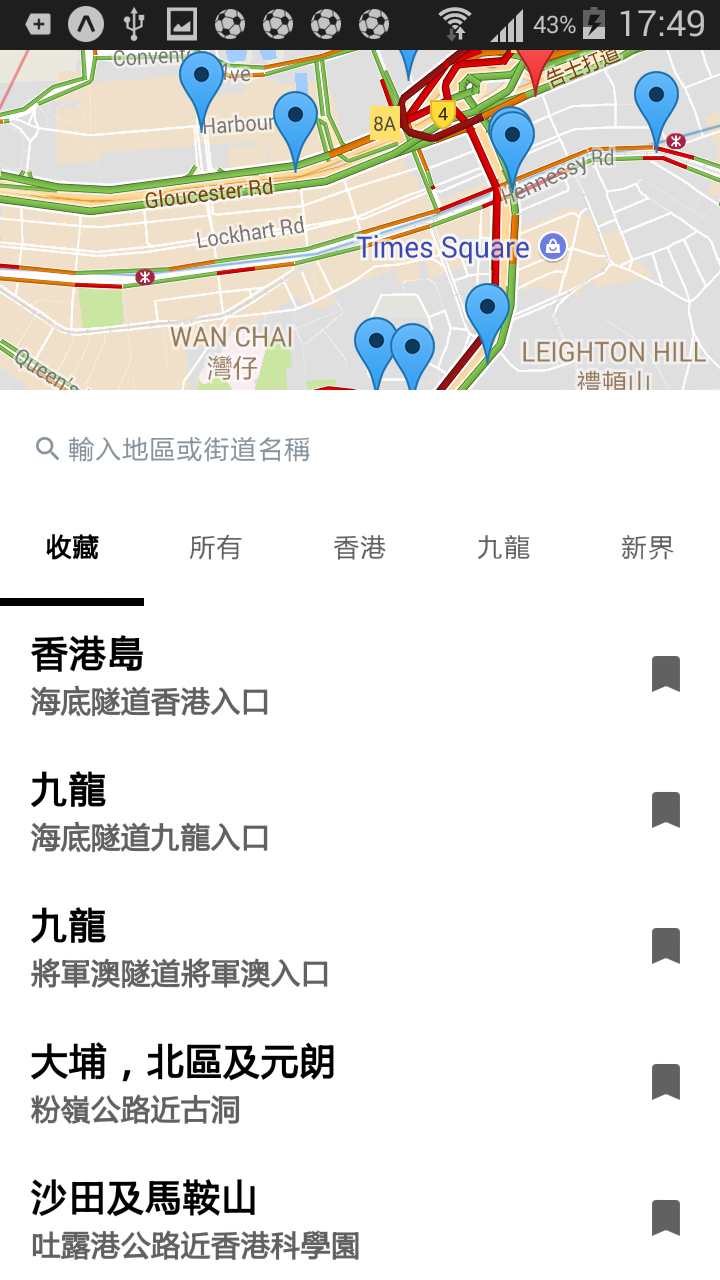 43% 17:49
Convent
Ave
告士打道
Harbour
8A
4
Hennessy Rd
Gloucester Rd
Lockhart Rd
Times Square
WAN CHAI
灣仔
LEIGHTON HILL
禮頓山
Queen's
輸入地區或街道名稱
收藏 所有 香港 九龍 新界
香港島
海底隧道香港入口
九龍
海底隧道九龍入口
九龍
將軍澳隧道將軍澳入口
大埔，北區及元朗
粉嶺公路近古洞
沙田及馬鞍山
吐露港公路近香港科學園